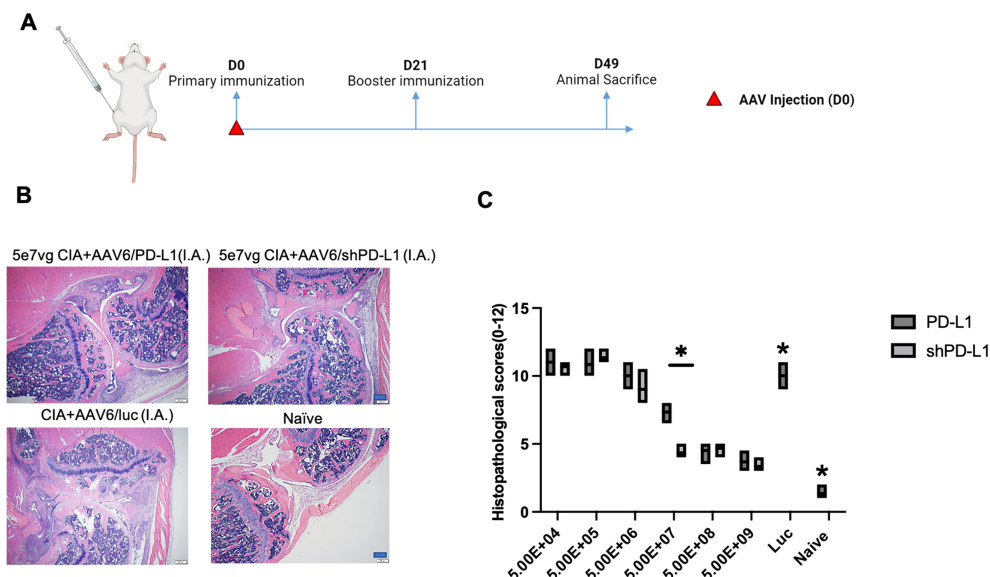 A
D0
Primary immunization
D21
Booster immunization
D49
Animal Sacrifice
AAV Injection (D0)
B
5e7vg CIA+AAV6/PD-L1(I.A.)
5e7vg CIA+AAV6/shPD-L1 (I.A.)
CIA+AAV6/luc (I.A.)
Naïve
C
Histopathological scores(0-12)
15
10
5
0
*
*
*
5.00E+04
5.00E+05
5.00E+06
5.00E+07
5.00E+08
5.00E+09
Luc
Naive
PD-L1
shPD-L1